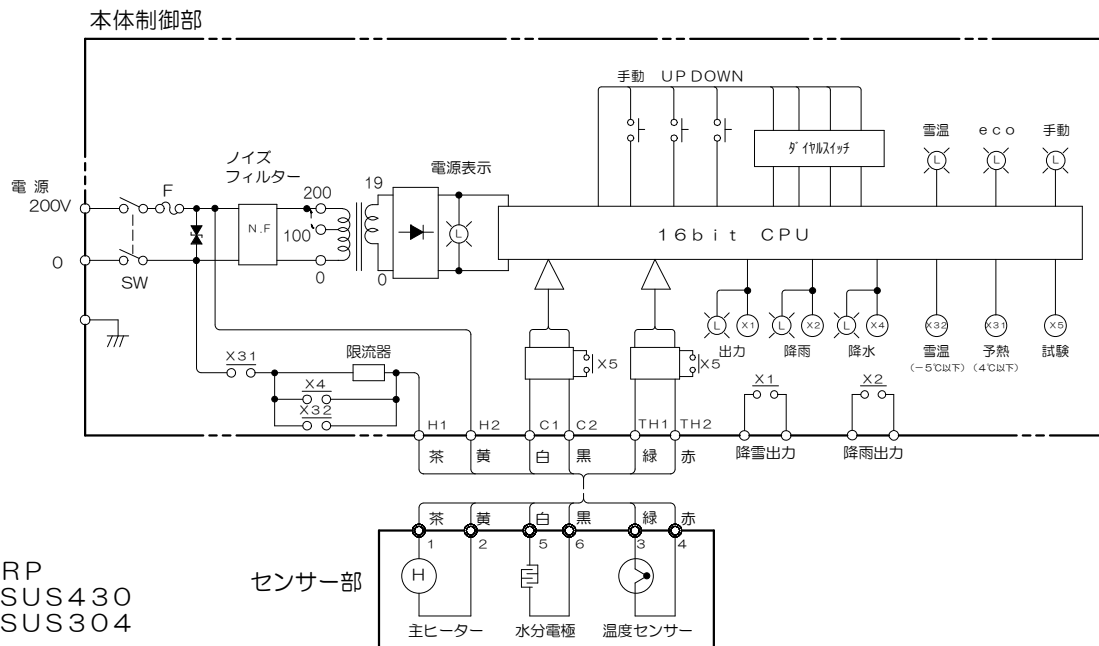 本体制御部
手動 UP DOWN
ダイヤルスイッチ
雪温 eco 手動
L L L
ノイズ
フィルター
電源表示
電源
200V
F
200
19
N.F
100
L
16bit CPU
0
SW
0
0
L X1 L X2 L X4 X32 X31 X5
出力 降雨 降水 雪温 予熱 試験
(-5℃以下) (4℃以下)
X31 限流器 X5 X5
X4
X32
X1 X2
H1 H2 C1 C2 TH1 TH2
茶 黄 白 黒 緑 赤
降雪出力 降雨出力
茶 黄 白 黒 緑 赤
1 2 5 6 3 4
センサー部
H
主ヒーター 水分電極 温度センサー
RP
SUS430
SUS304